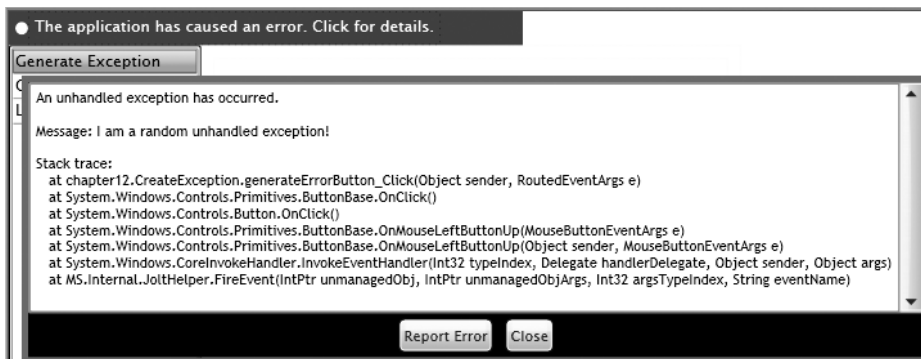 The application has caused an error. Click for details.
Generate Exception
An unhandled exception has occurred.
Message: I am a random unhandled exception!
Stack trace:
at chapter12.CreateException.generateErrorButton_Click(Object sender, RoutedEventArgs e)
at System.Windows.Controls.Primitives.ButtonBase.OnClick()
at System.Windows.Controls.Button.OnClick()
at System.Windows.Controls.Primitives.ButtonBase.OnMouseLeftButtonUp(MouseButtonEventArgs e)
at System.Windows.Controls.Primitives.ButtonBase.OnMouseLeftButtonUp(Object sender, MouseButtonEventArgs e)
at System.Windows.CoreInvokeHandler.InvokeEventHandler(Int32 typeIndex, Delegate handlerDelegate, Object sender, Object args)
at MS.Internal.JoltHelper.FireEvent(IntPtr unmanagedObj, IntPtr unmanagedObjArgs, Int32 argsTypeIndex, String eventName)
Report Error Close